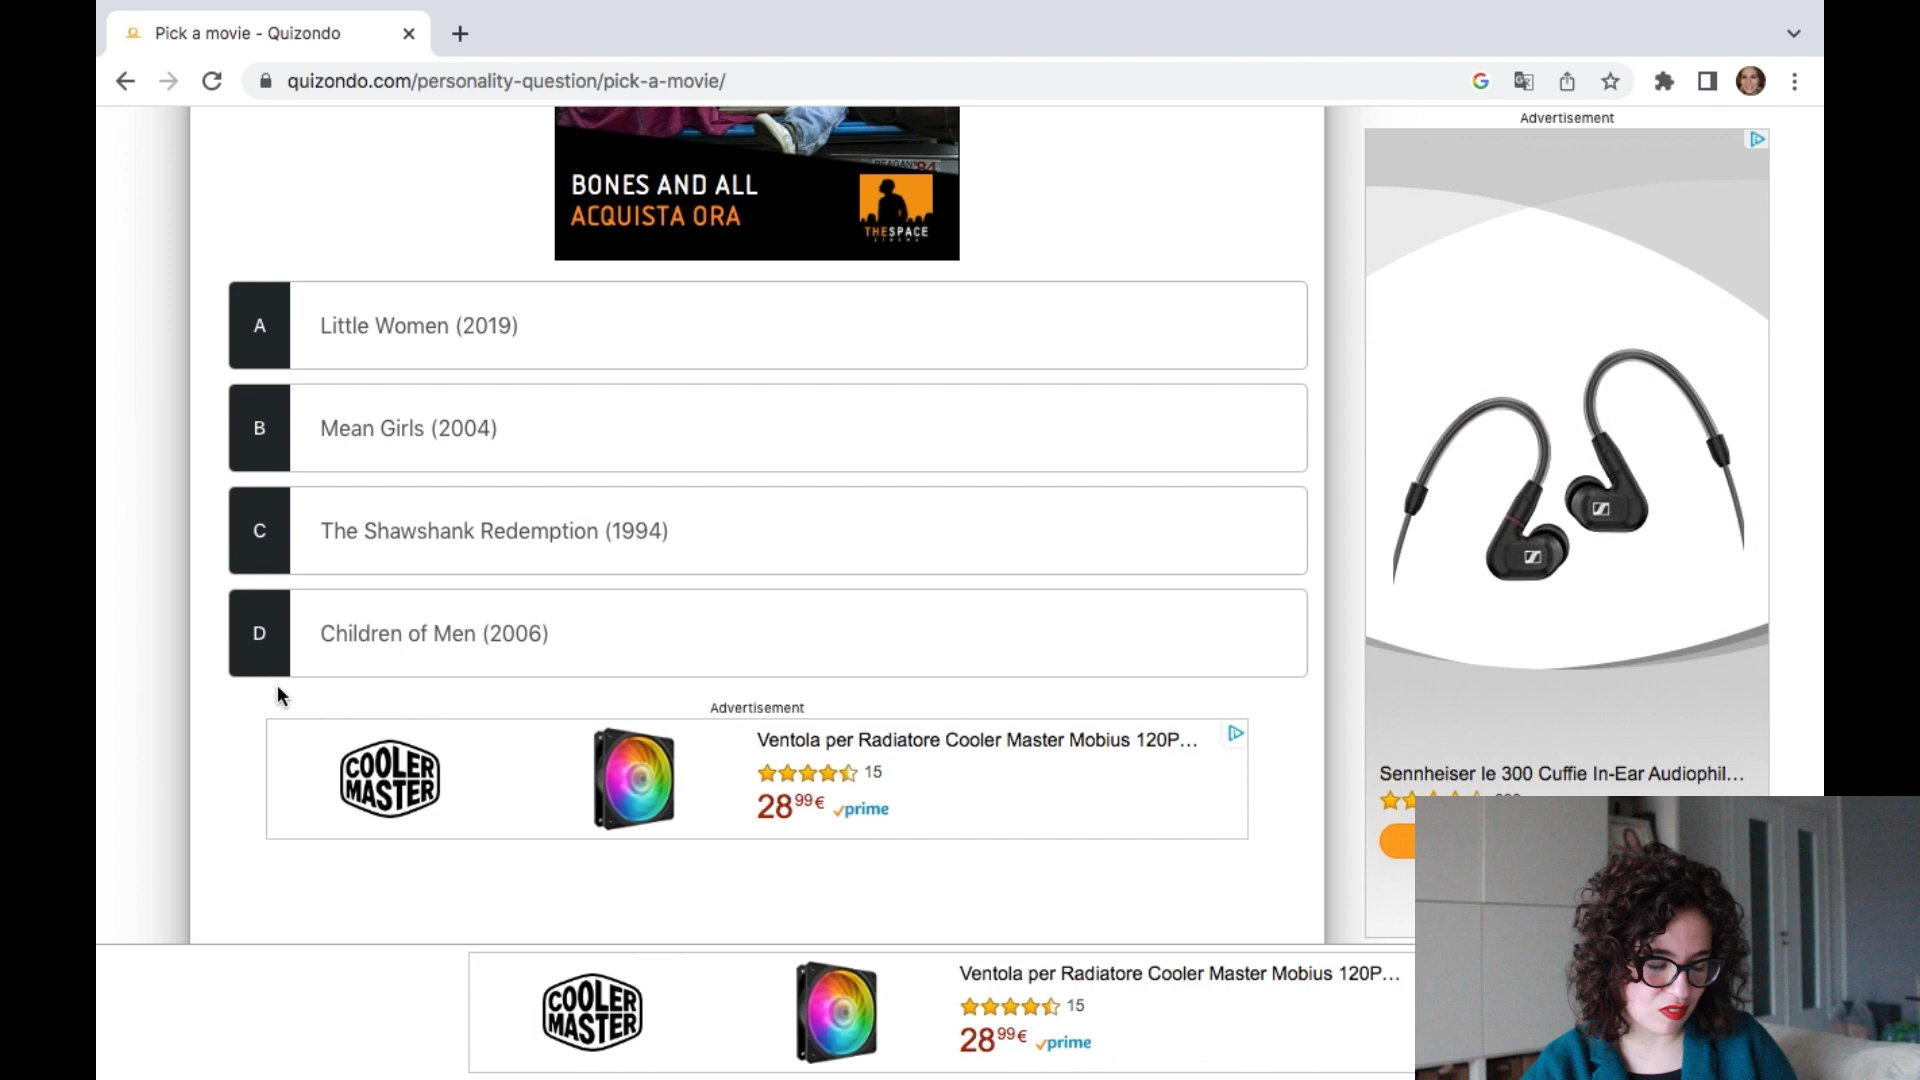 Pick a movie - Quizondo
quizondo.com/personality-question/pick-a-movie/
Advertisement
REAGAN'84
BONES AND ALL
ACQUISTA ORA
THESPACE
CINEMA
A Little Women (2019)
B Mean Girls (2004)
C The Shawshank Redemption (1994)
D Children of Men (2006)
Advertisement
COOLER
MASTER
Ventola per Radiatore Cooler Master Mobius 120P...
15
28 99€ prime
Sennheiser Ie 300 Cuffie In-Ear Audiophil...
COOLER
MASTER
Ventola per Radiatore Cooler Master Mobius 120P...
15
28 99€ prime